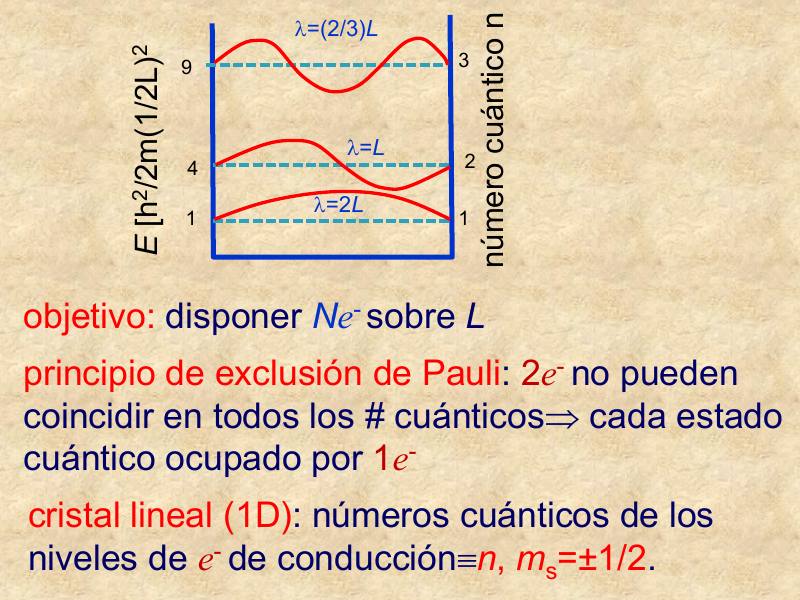 λ=(2/3)L
9
3
E [h²/2m(1/2L)²
número cuántico n
λ=L
4
2
λ=2L
1
1
objetivo: disponer Ne⁻ sobre L
principio de exclusión de Pauli: 2e⁻ no pueden
coincidir en todos los # cuánticos⇒ cada estado
cuántico ocupado por 1e⁻
cristal lineal (1D): números cuánticos de los
niveles de e⁻ de conducción≡n, mₛ=±1/2.